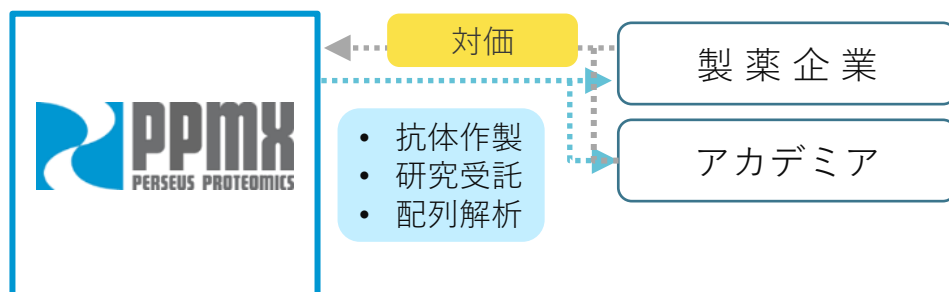 対価
製薬企業
PPMX
PERSEUS PROTEOMICS
• 抗体作製
• 研究受託
• 配列解析
アカデミア